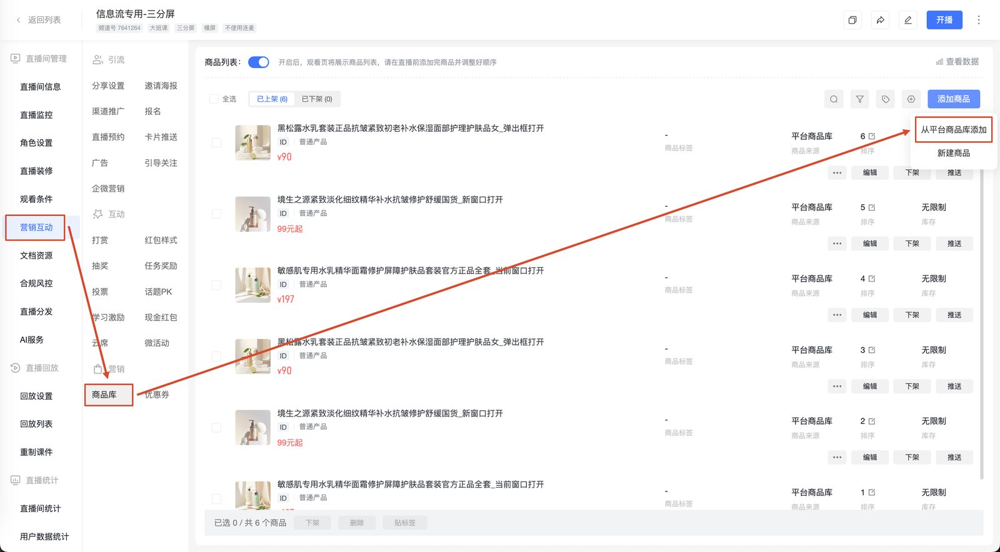 返回列表
信息流专用-三分屏
频道号 7641264 大班课 三分屏 横屏 不使用连麦
开播
直播间管理
直播间信息
直播监控
角色设置
直播装修
观看条件
营销互动
文档资源
合规风控
直播分发
AI服务
直播回放
回放设置
回放列表
重制课件
直播统计
直播间统计
用户数据统计
引流
分享设置 邀请海报
渠道推广 报名
直播预约 卡片推送
广告 引导关注
企微营销
互动
打赏 红包样式
抽奖 任务奖励
投票 话题PK
学习激励 现金红包
云席 微活动
营销
商品库 优惠券
商品列表： 开启后，观看页将展示商品列表，请在直播前添加完商品并调整好顺序
查看数据
全选 已上架 (6) 已下架 (0)
添加商品
从平台商品库添加
新建商品
黑松露水乳套装正品抗皱紧致初老补水保湿面部护理护肤品女_弹出框打开
ID 普通产品
¥90
-
商品标签
平台商品库
商品来源
6
排序
编辑 下架 推送
境生之源紧致淡化细纹精华补水抗皱修护舒缓国货_新窗口打开
ID 普通产品
99元起
-
商品标签
平台商品库
商品来源
5
排序
无限制
库存
编辑 下架 推送
敏感肌专用水乳精华面霜修护屏障护肤品套装官方正品全套_当前窗口打开
ID 普通产品
¥197
-
商品标签
平台商品库
商品来源
4
排序
无限制
库存
编辑 下架 推送
黑松露水乳套装正品抗皱紧致初老补水保湿面部护理护肤品女_弹出框打开
ID 普通产品
¥90
-
商品标签
平台商品库
商品来源
3
排序
无限制
库存
编辑 下架 推送
境生之源紧致淡化细纹精华补水抗皱修护舒缓国货_新窗口打开
ID 普通产品
99元起
-
商品标签
平台商品库
商品来源
2
排序
无限制
库存
编辑 下架 推送
敏感肌专用水乳精华面霜修护屏障护肤品套装官方正品全套_当前窗口打开
ID 普通产品
-
商品标签
平台商品库
商品来源
1
排序
无限制
库存
已选 0 / 共 6 个商品 下架 删除 贴标签